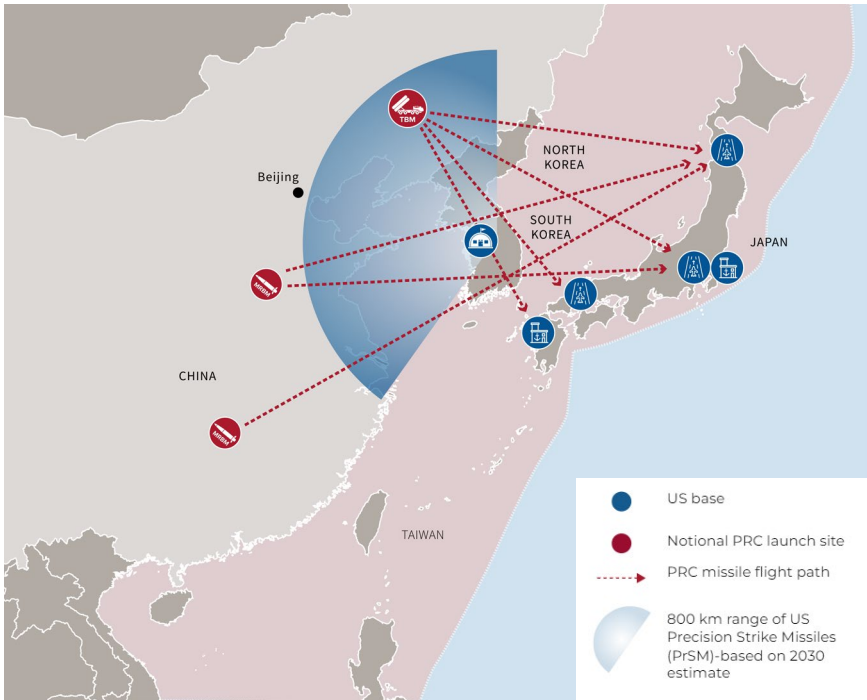 TBM
NORTH
KOREA
Beijing
SOUTH
KOREA
JAPAN
MRBM
CHINA
MRBM
TAIWAN
US base
Notional PRC launch site
PRC missile flight path
800 km range of US
Precision Strike Missiles
(PrSM)-based on 2030
estimate